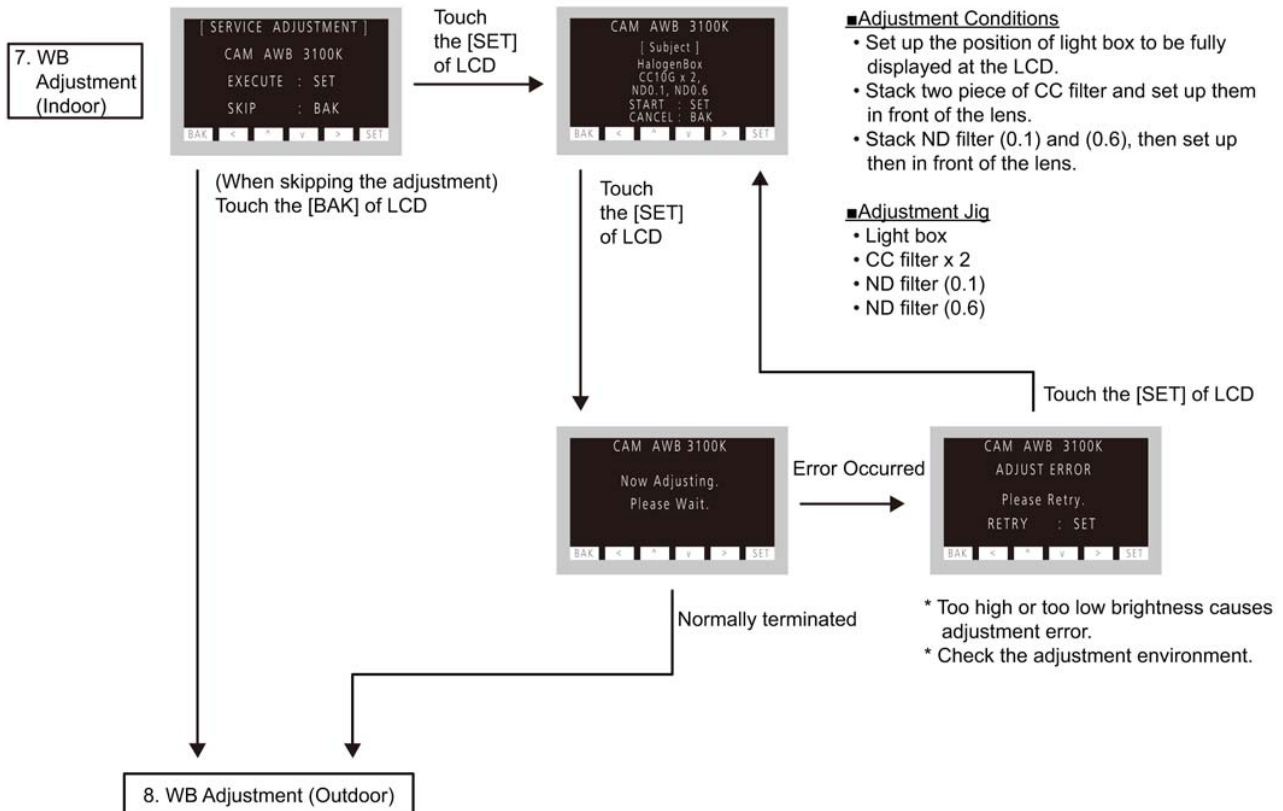 7. WB
Adjustment
(Indoor)
[ SERVICE ADJUSTMENT ]
CAM AWB 3100K
EXECUTE : SET
SKIP : BAK
BAK < ^ v > SET
Touch
the [SET]
of LCD
CAM AWB 3100K
[ Subject ]
HalogenBox
CC10G x 2,
ND0.1, ND0.6
START : SET
CANCEL : BAK
BAK < ^ v > SET
■Adjustment Conditions
• Set up the position of light box to be fully
displayed at the LCD.
• Stack two piece of CC filter and set up them
in front of the lens.
• Stack ND filter (0.1) and (0.6), then set up
then in front of the lens.
■Adjustment Jig
• Light box
• CC filter x 2
• ND filter (0.1)
• ND filter (0.6)
(When skipping the adjustment)
Touch the [BAK] of LCD
Touch
the [SET]
of LCD
Touch the [SET] of LCD
CAM AWB 3100K
Now Adjusting.
Please Wait.
BAK < ^ v > SET
Error Occurred
CAM AWB 3100K
ADJUST ERROR
Please Retry.
RETRY : SET
BAK < ^ v > SET
* Too high or too low brightness causes
adjustment error.
* Check the adjustment environment.
Normally terminated
8. WB Adjustment (Outdoor)